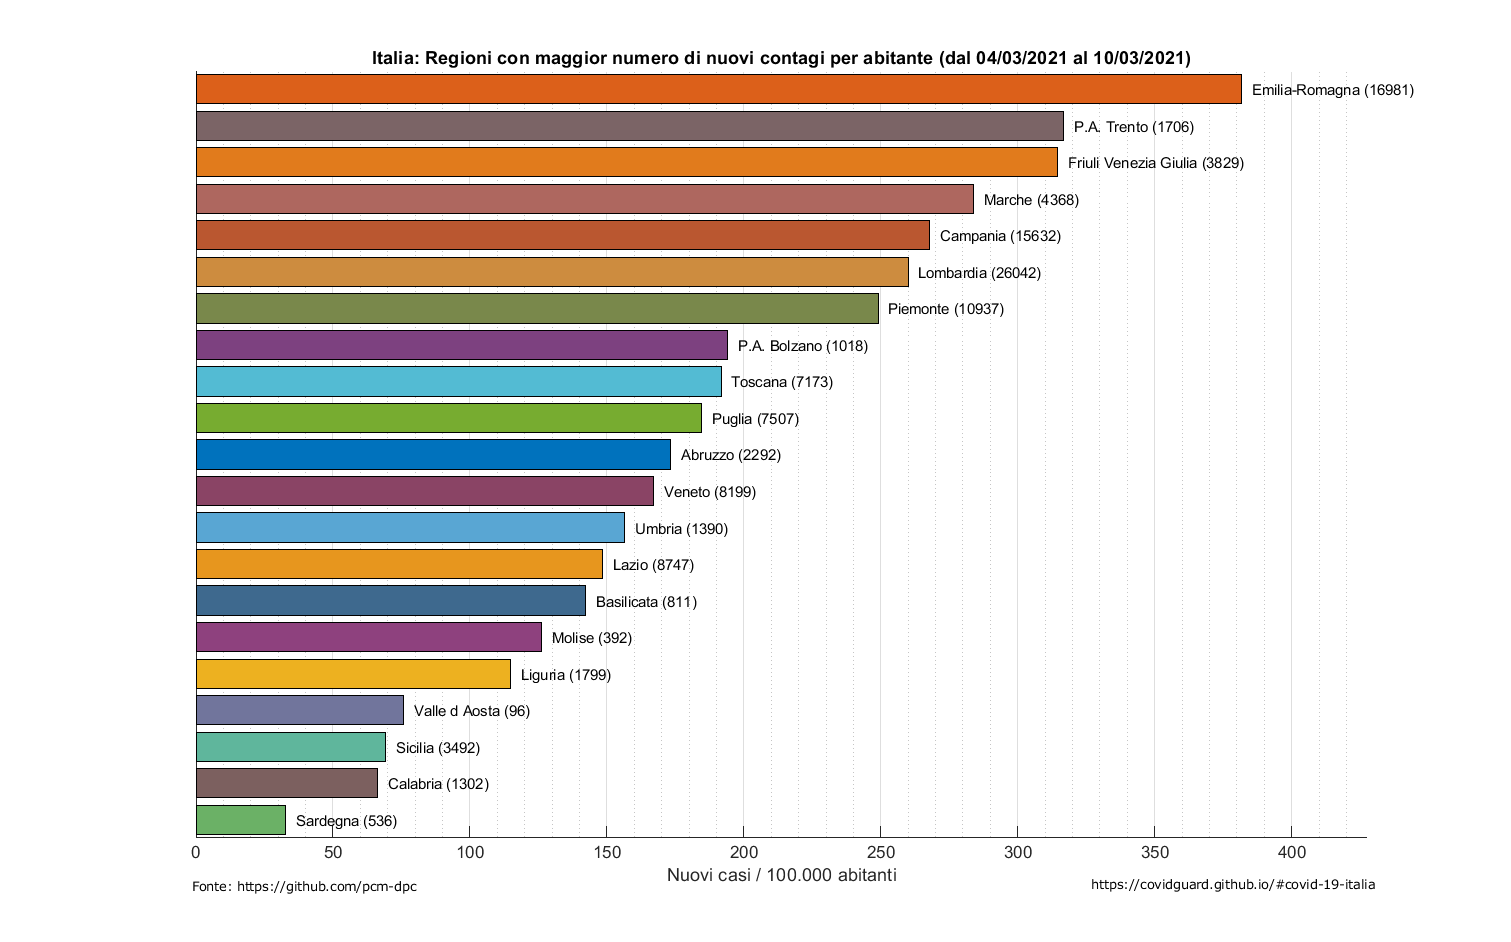 Italia: Regioni con maggior numero di nuovi contagi per abitante (dal 04/03/2021 al 10/03/2021)
Emilia-Romagna (16981)
P.A. Trento (1706)
Friuli Venezia Giulia (3829)
Marche (4368)
Campania (15632)
Lombardia (26042)
Piemonte (10937)
P.A. Bolzano (1018)
Toscana (7173)
Puglia (7507)
Abruzzo (2292)
Veneto (8199)
Umbria (1390)
Lazio (8747)
Basilicata (811)
Molise (392)
Liguria (1799)
Valle d Aosta (96)
Sicilia (3492)
Calabria (1302)
Sardegna (536)
0 50 100 150 200 250 300 350 400
Nuovi casi / 100.000 abitanti
Fonte: https://github.com/pcm-dpc
https://covidguard.github.io/#covid-19-italia